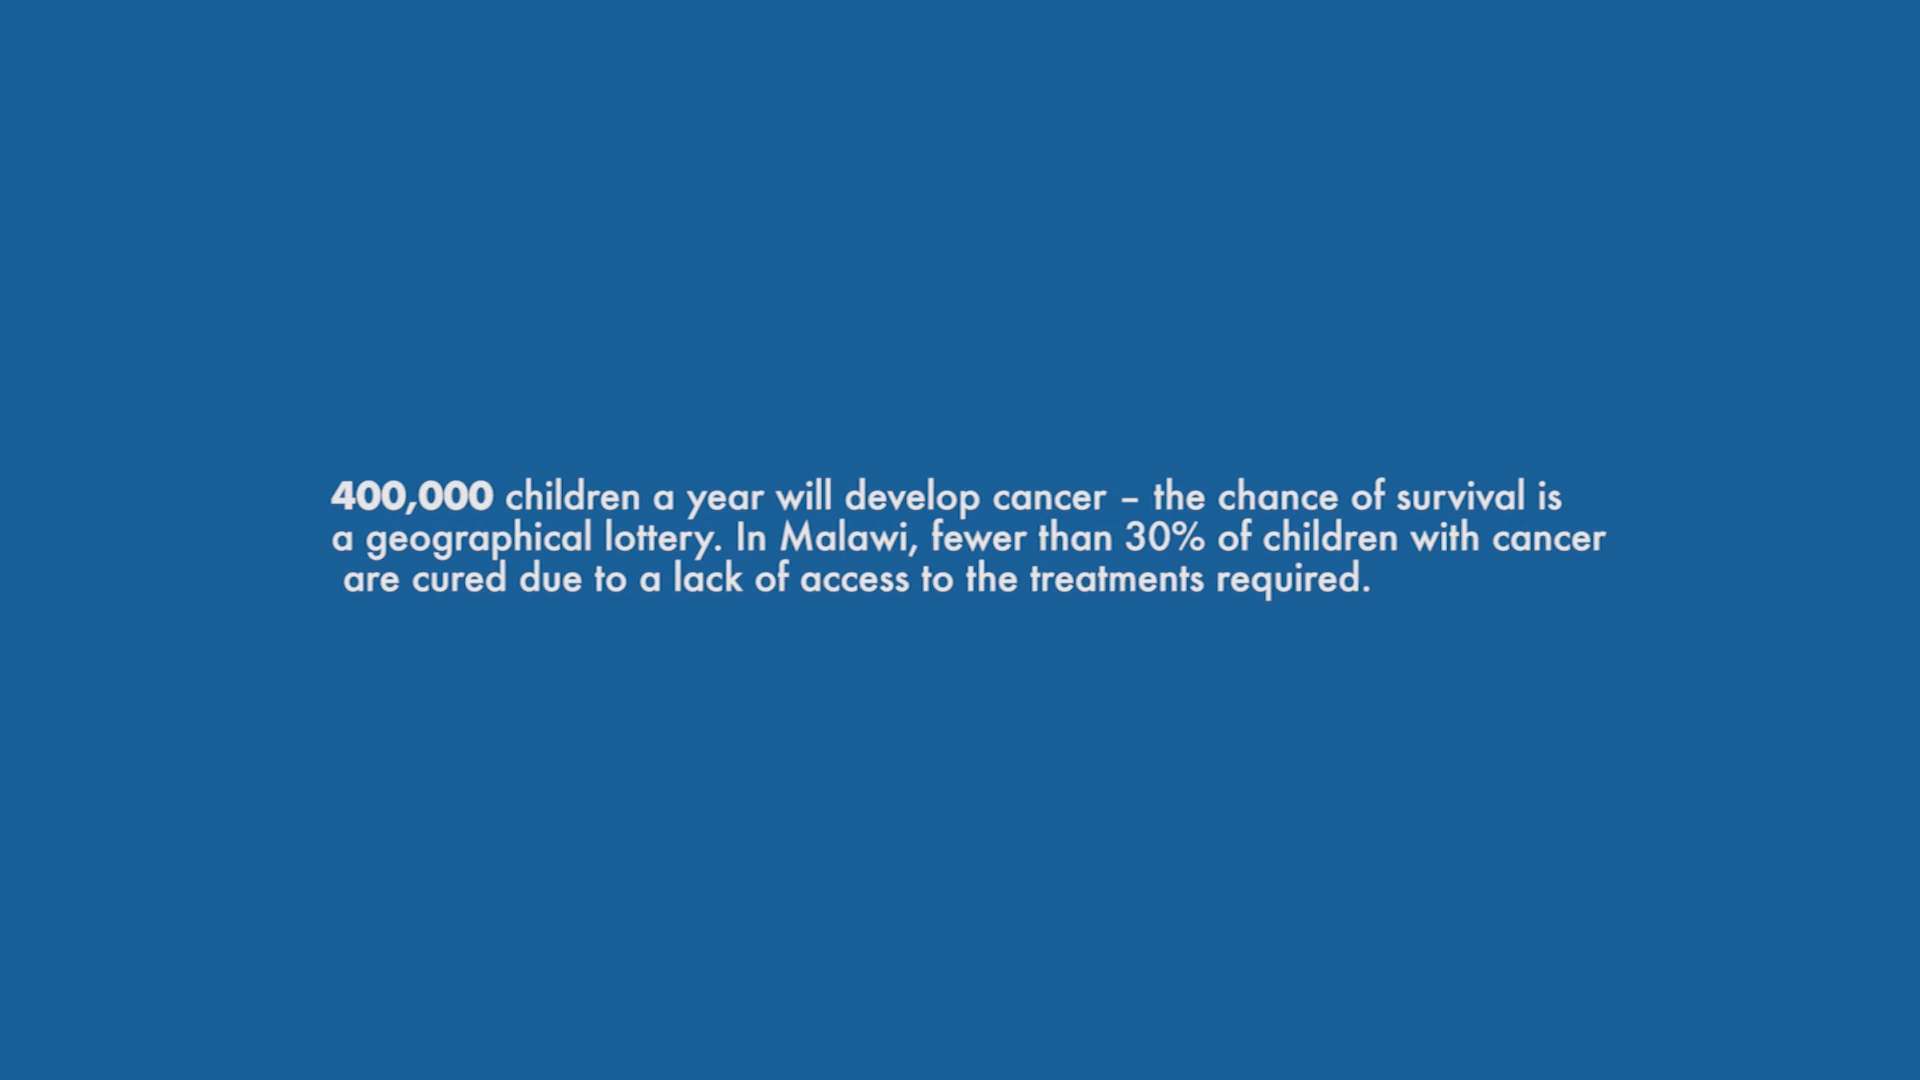 400,000 children a year will develop cancer – the chance of survival is
a geographical lottery. In Malawi, fewer than 30% of children with cancer
are cured due to a lack of access to the treatments required.